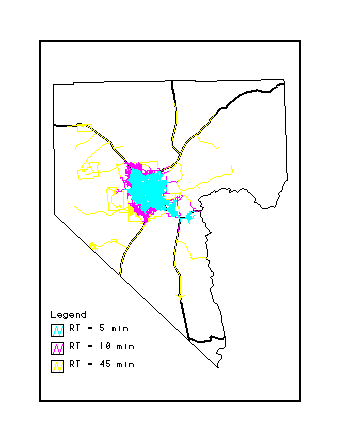 Legend
RT = 5 min
RT = 10 min
RT = 45 min